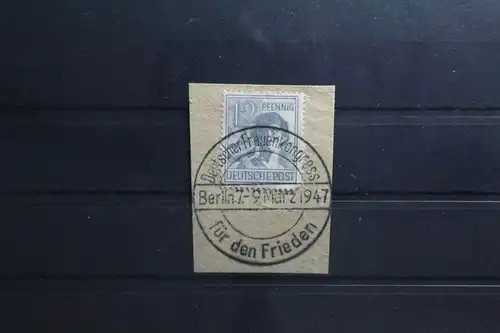 12 PFENNIG
DEUTSCHE POST
Deutscher Frauenkongress
Berlin 7.-9. März 1947
für den Frieden